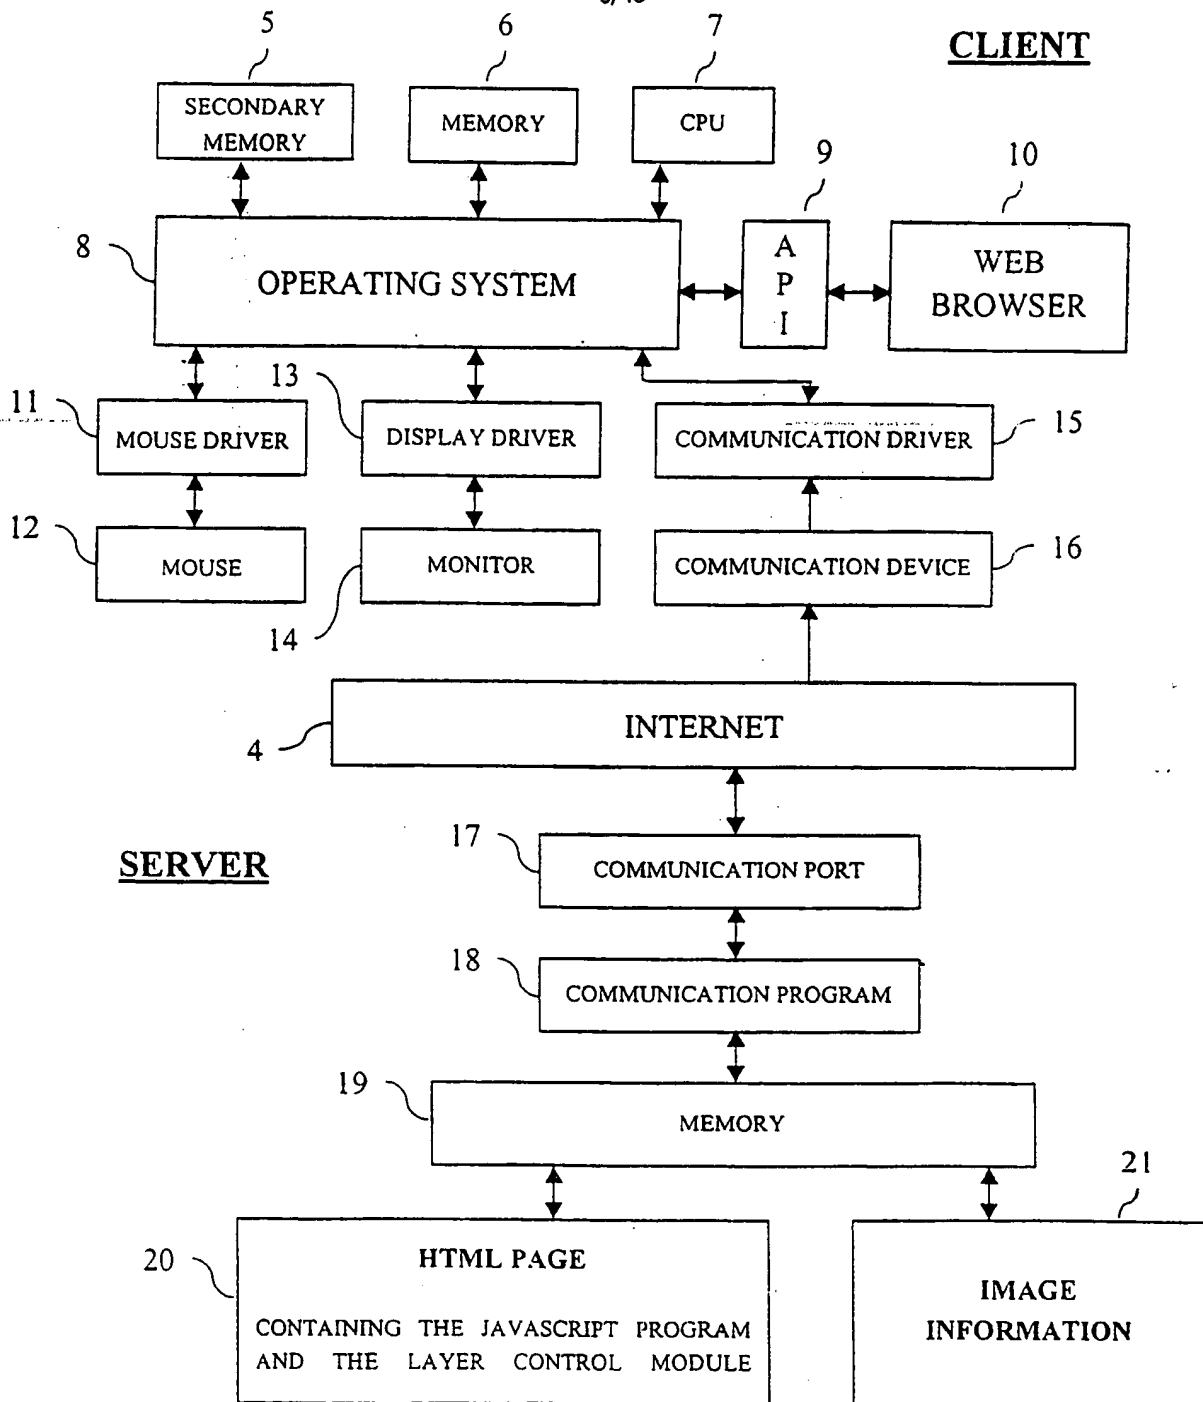 5
6
7
CLIENT
SECONDARY
MEMORY
MEMORY
CPU
9
10
8
OPERATING SYSTEM
A
P
I
WEB
BROWSER
11
MOUSE DRIVER
13
DISPLAY DRIVER
COMMUNICATION DRIVER
15
12
MOUSE
MONITOR
14
COMMUNICATION DEVICE
16
INTERNET
4
SERVER
17
COMMUNICATION PORT
18
COMMUNICATION PROGRAM
19
MEMORY
21
20
HTML PAGE
CONTAINING THE JAVASCRIPT PROGRAM
AND THE LAYER CONTROL MODULE
IMAGE
INFORMATION